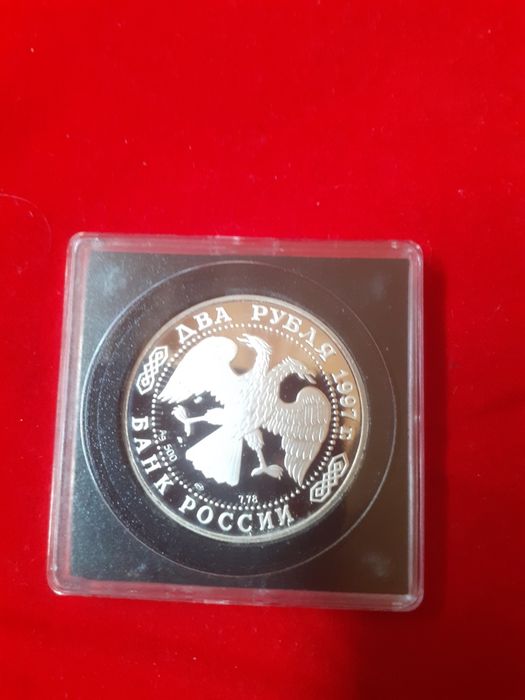 ДВА РУБЛЯ 1997 г.
Ag 500
7,78
БАНК РОССИИ